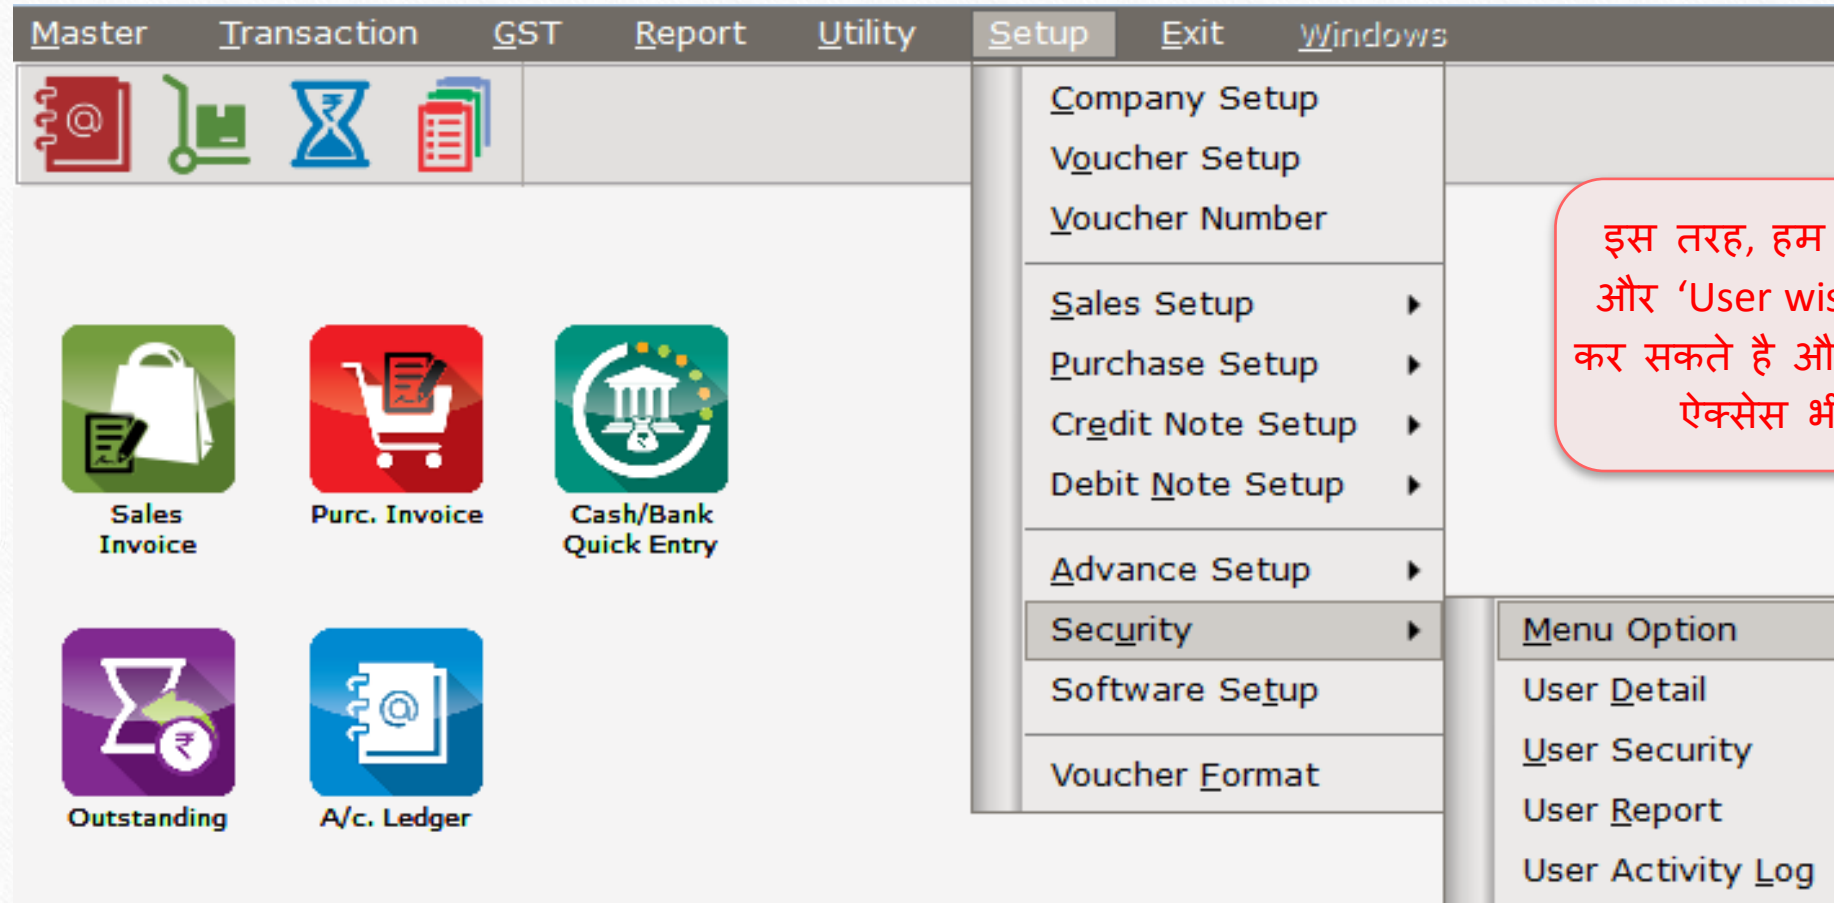 Master Transaction GST Report Utility Setup Exit Windows
Company Setup
Voucher Setup
Voucher Number
Sales Setup
Purchase Setup
Credit Note Setup
Debit Note Setup
Advance Setup
Security
Software Setup
Voucher Format
Menu Option
User Detail
User Security
User Report
User Activity Log
इस तरह, हम
और ‘User
कर सकते है
ऐक्सेस
Sales
Invoice
Purc. Invoice
Cash/Bank
Quick Entry
Outstanding
A/c. Ledger